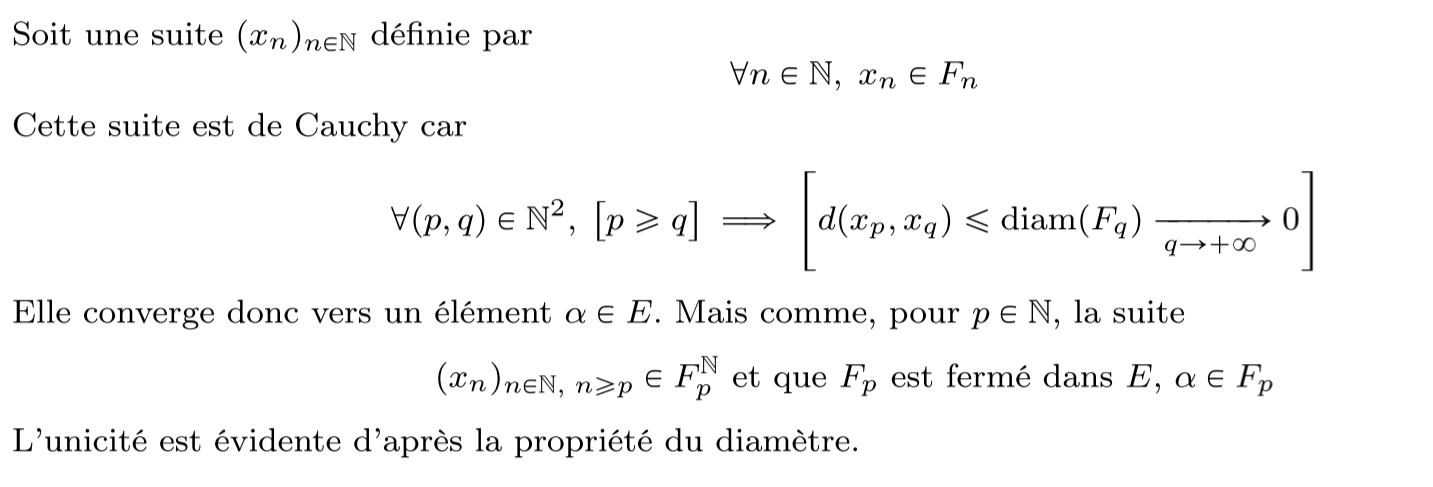 Soit une suite $(x_n)_{n\in\mathbb{N}}$ définie par
$\forall n \in \mathbb{N},\ x_n \in F_n$
Cette suite est de Cauchy car
$\forall (p, q) \in \mathbb{N}^2,\ [p \geqslant q] \implies \left[ d(x_p, x_q) \leqslant \operatorname{diam}(F_q) \xrightarrow[q \to +\infty]{} 0 \right]$
Elle converge donc vers un élément $\alpha \in E$. Mais comme, pour $p \in \mathbb{N}$, la suite
$(x_n)_{n\in\mathbb{N},\ n\geqslant p} \in F_p^{\mathbb{N}}$ et que $F_p$ est fermé dans $E$, $\alpha \in F_p$
L'unicité est évidente d'après la propriété du diamètre.